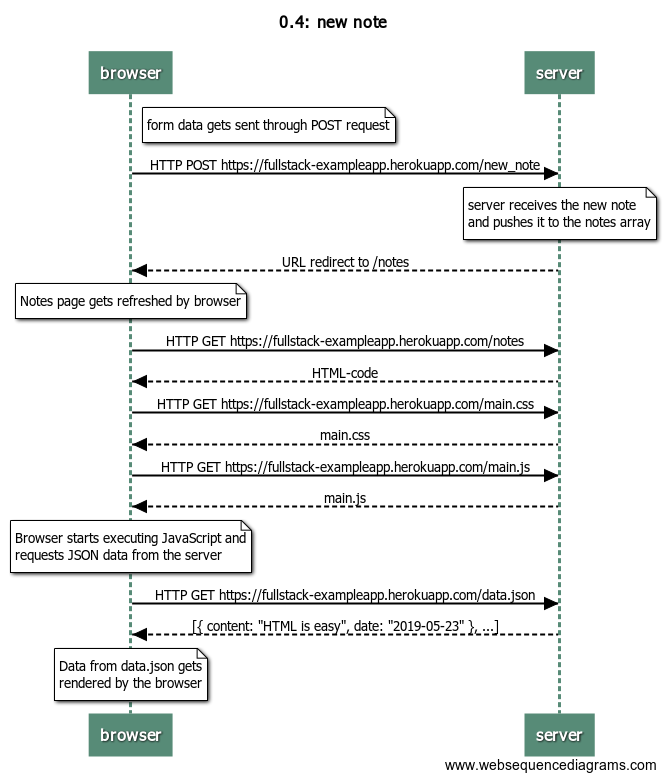 0.4: new note
browser
server
form data gets sent through POST request
HTTP POST https://fullstack-exampleapp.herokuapp.com/new_note
server receives the new note
and pushes it to the notes array
URL redirect to /notes
Notes page gets refreshed by browser
HTTP GET https://fullstack-exampleapp.herokuapp.com/notes
HTML-code
HTTP GET https://fullstack-exampleapp.herokuapp.com/main.css
main.css
HTTP GET https://fullstack-exampleapp.herokuapp.com/main.js
main.js
Browser starts executing JavaScript and
requests JSON data from the server
HTTP GET https://fullstack-exampleapp.herokuapp.com/data.json
[{ content: "HTML is easy", date: "2019-05-23" }, ...]
Data from data.json gets
rendered by the browser
browser
server
www.websequencediagrams.com